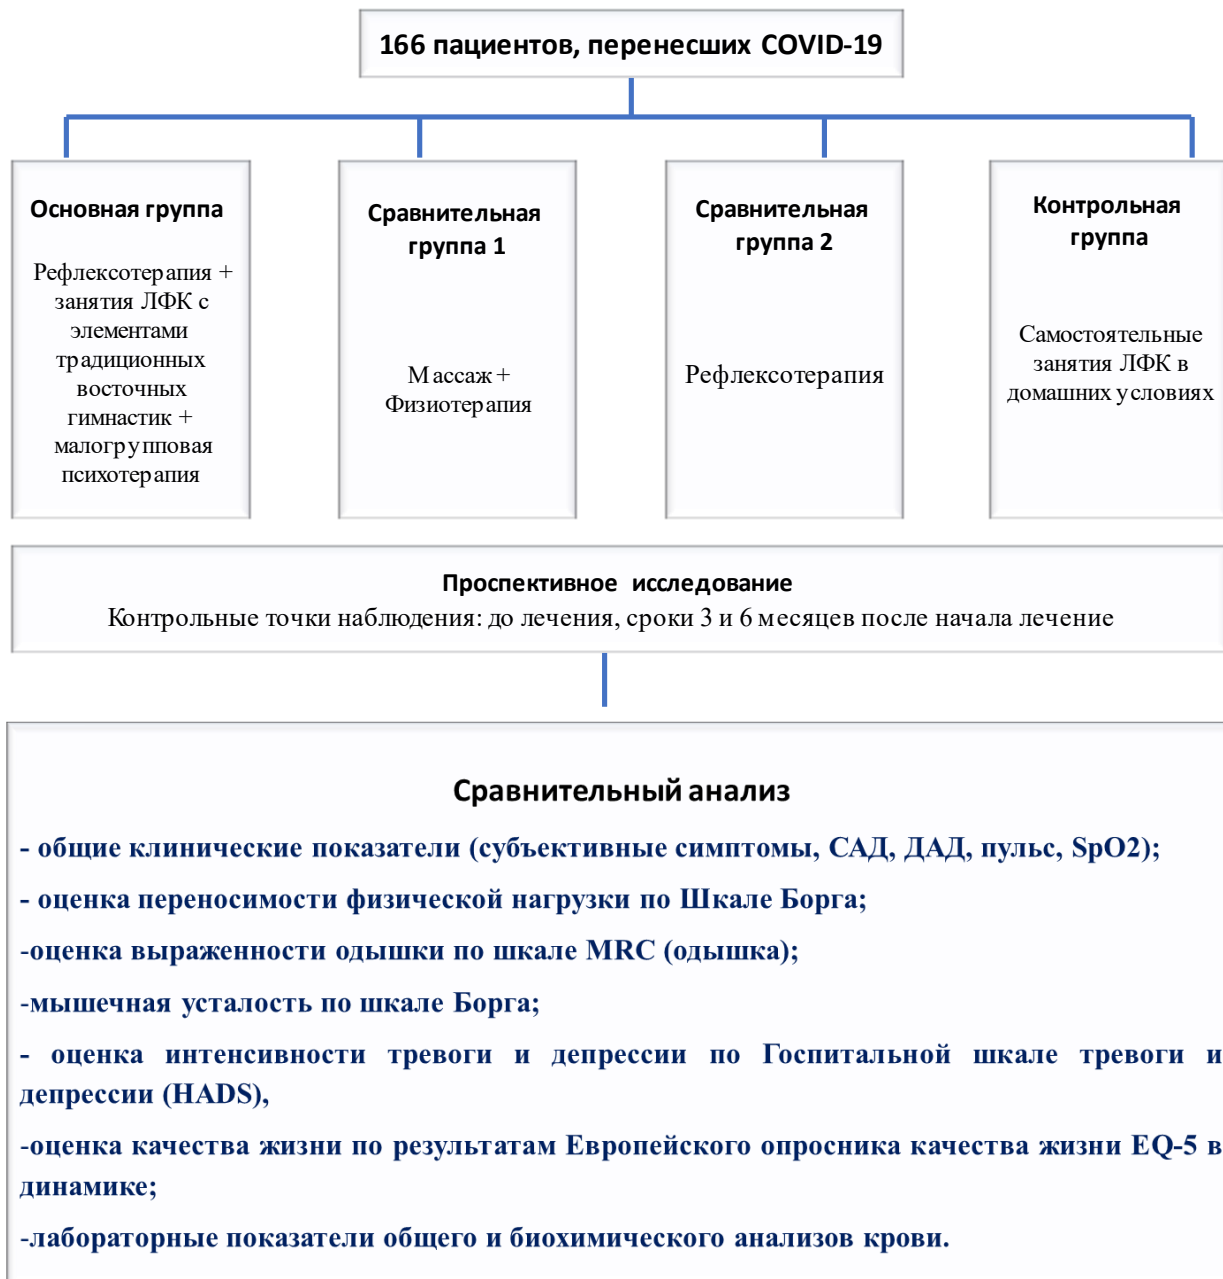 166 пациентов, перенесших COVID-19
Основная группа
Рефлексотерапия +
занятия ЛФК с
элементами
традиционных
восточных
гимнастик +
малогрупповая
психотерапия
Сравнительная
группа 1
Массаж +
Физиотерапия
Сравнительная
группа 2
Рефлексотерапия
Контрольная
группа
Самостоятельные
занятия ЛФК в
домашних условиях
Проспективное исследование
Контрольные точки наблюдения: до лечения, сроки 3 и 6 месяцев после начала лечение
Сравнительный анализ
- общие клинические показатели (субъективные симптомы, САД, ДАД, пульс, SpO2);
- оценка переносимости физической нагрузки по Шкале Борга;
-оценка выраженности одышки по шкале MRC (одышка);
-мышечная усталость по шкале Борга;
- оценка интенсивности тревоги и депрессии по Госпитальной шкале тревоги и
депрессии (HADS),
-оценка качества жизни по результатам Европейского опросника качества жизни EQ-5 в
динамике;
-лабораторные показатели общего и биохимического анализов крови.